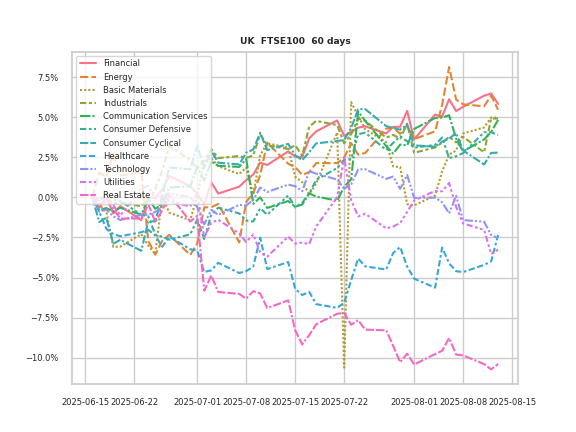 UK  FTSE100  60 days
Financial
Energy
Basic Materials
Industrials
Communication Services
Consumer Defensive
Consumer Cyclical
Healthcare
Technology
Utilities
Real Estate
7.5%
5.0%
2.5%
0.0%
−2.5%
−5.0%
−7.5%
−10.0%
2025-06-15 2025-06-22 2025-07-01 2025-07-08 2025-07-15 2025-07-22 2025-08-01 2025-08-08 2025-08-15